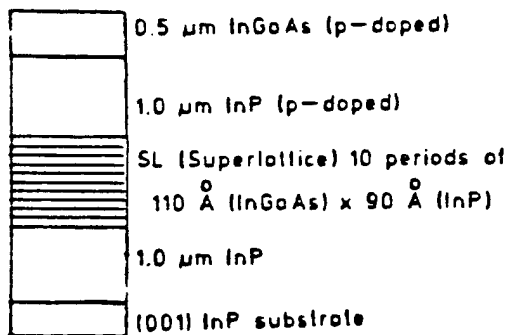 0.5 μm InGaAs (p-doped)
1.0 μm InP (p-doped)
SL (Superlattice) 10 periods of
110 Å (InGaAs) x 90 Å (InP)
1.0 μm InP
(001) InP substrate